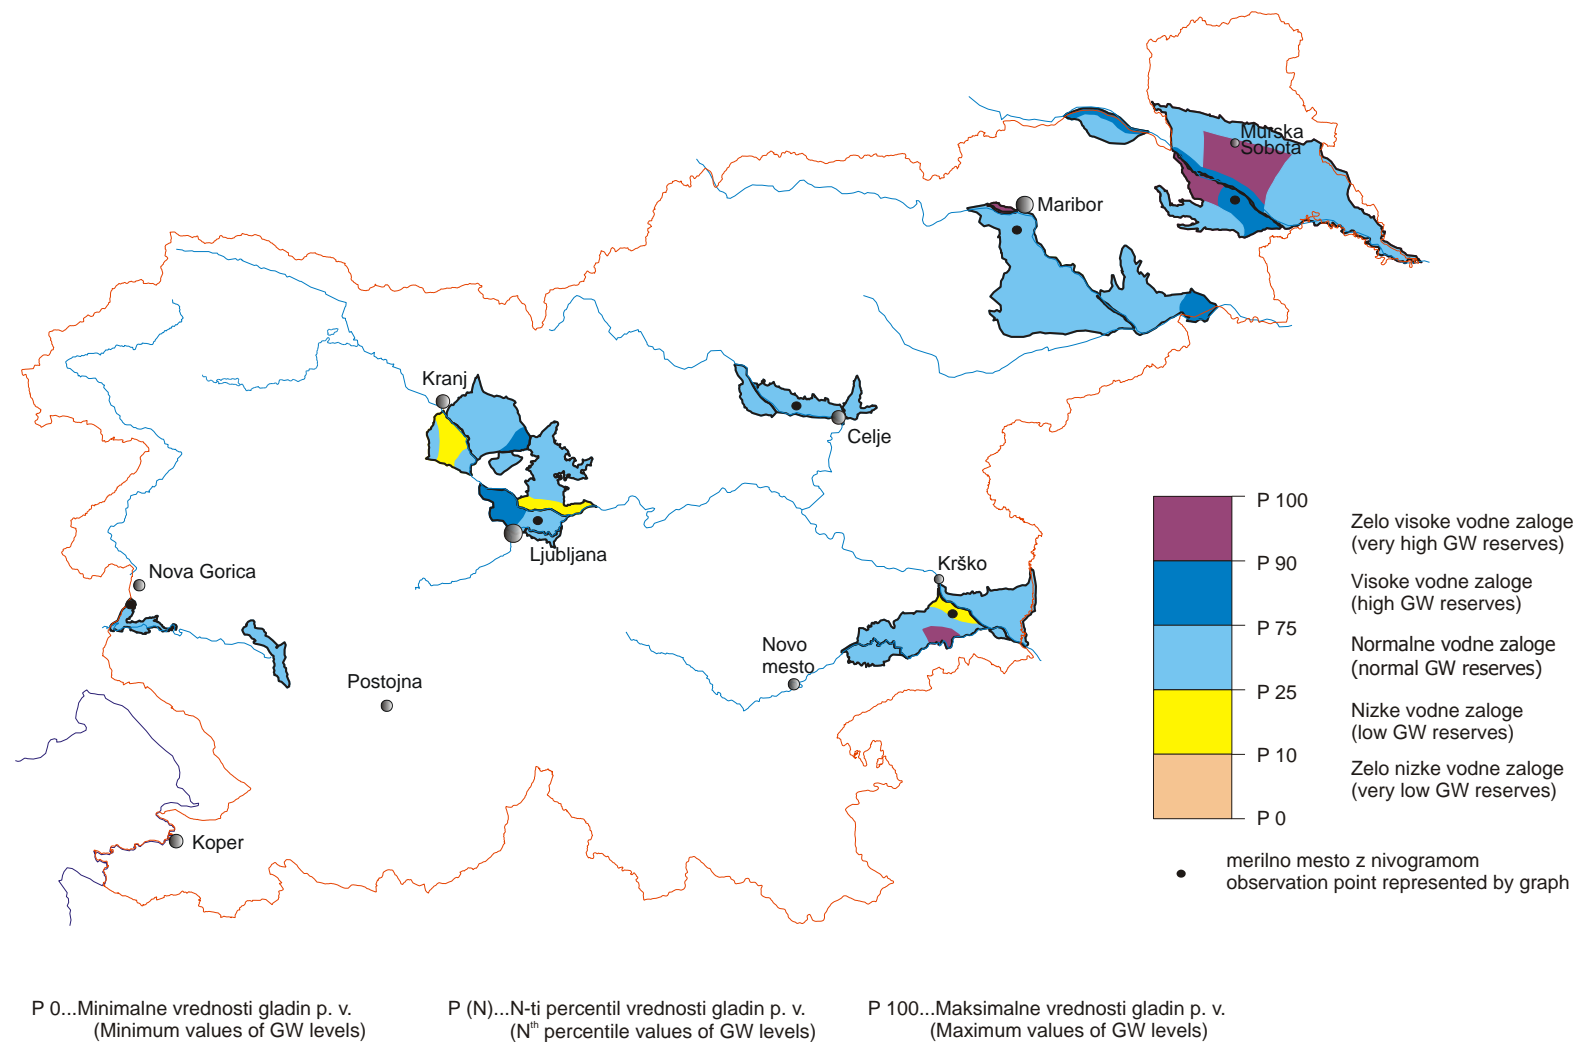 Murska
Sobota
Maribor
Kranj
Celje
Ljubljana
Nova Gorica
Krško
Novo
mesto
Postojna
Koper
P 100
Zelo visoke vodne zaloge
(very high GW reserves)
P 90
Visoke vodne zaloge
(high GW reserves)
P 75
Normalne vodne zaloge
(normal GW reserves)
P 25
Nizke vodne zaloge
(low GW reserves)
P 10
Zelo nizke vodne zaloge
(very low GW reserves)
P 0
merilno mesto z nivogramom
observation point represented by graph
P 0...Minimalne vrednosti gladin p. v.
(Minimum values of GW levels)
P (N)...N-ti percentil vrednosti gladin p. v.
(Nth percentile values of GW levels)
P 100...Maksimalne vrednosti gladin p. v.
(Maximum values of GW levels)